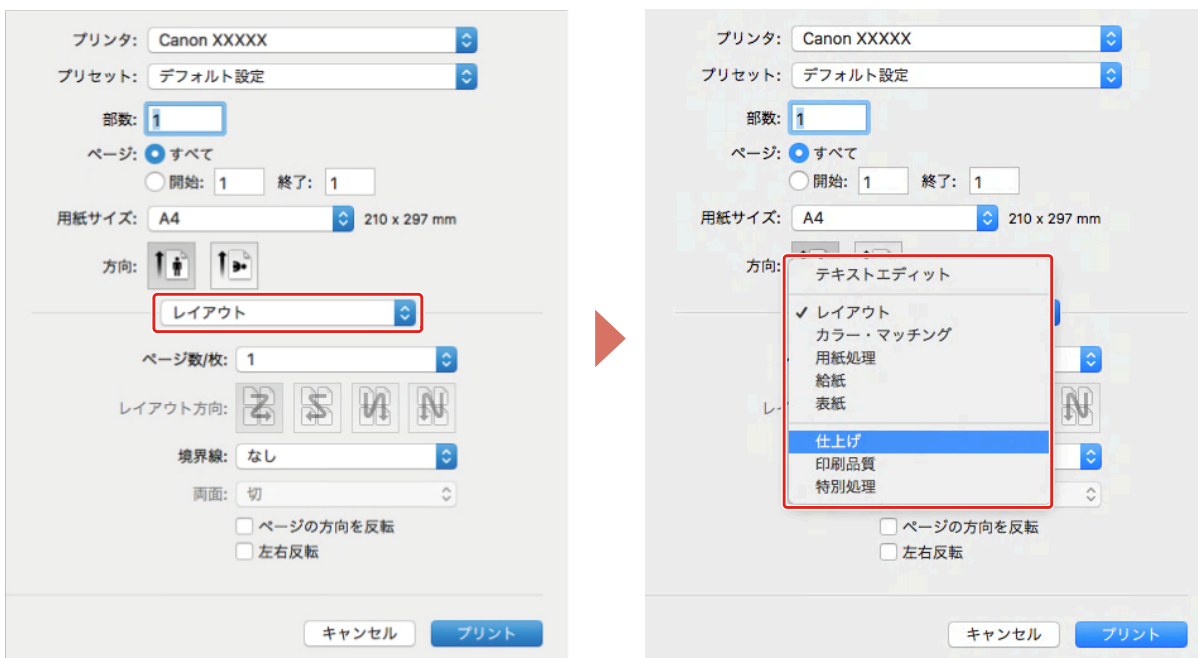 プリンタ: Canon XXXXX
プリセット: デフォルト設定
部数: 1
ページ: すべて
開始: 1 終了: 1
用紙サイズ: A4 210 x 297 mm
方向:
レイアウト
ページ数/枚: 1
レイアウト方向:
境界線: なし
両面: 切
ページの方向を反転
左右反転
キャンセル プリント
プリンタ: Canon XXXXX
プリセット: デフォルト設定
部数: 1
ページ: すべて
開始: 1 終了: 1
用紙サイズ: A4 210 x 297 mm
方向:
テキストエディット
✓ レイアウト
カラー・マッチング
用紙処理
給紙
表紙
仕上げ
印刷品質
特別処理
ページの方向を反転
左右反転
キャンセル プリント